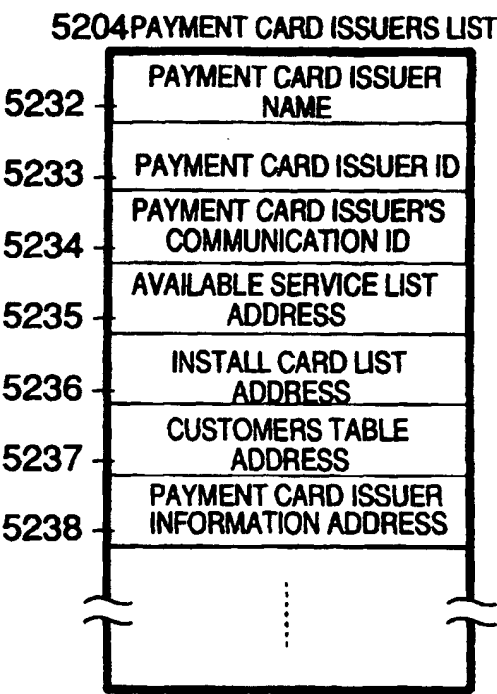 5204 PAYMENT CARD ISSUERS LIST
5232 PAYMENT CARD ISSUER
NAME
5233 PAYMENT CARD ISSUER ID
5234 PAYMENT CARD ISSUER'S
COMMUNICATION ID
5235 AVAILABLE SERVICE LIST
ADDRESS
5236 INSTALL CARD LIST
ADDRESS
5237 CUSTOMERS TABLE
ADDRESS
5238 PAYMENT CARD ISSUER
INFORMATION ADDRESS